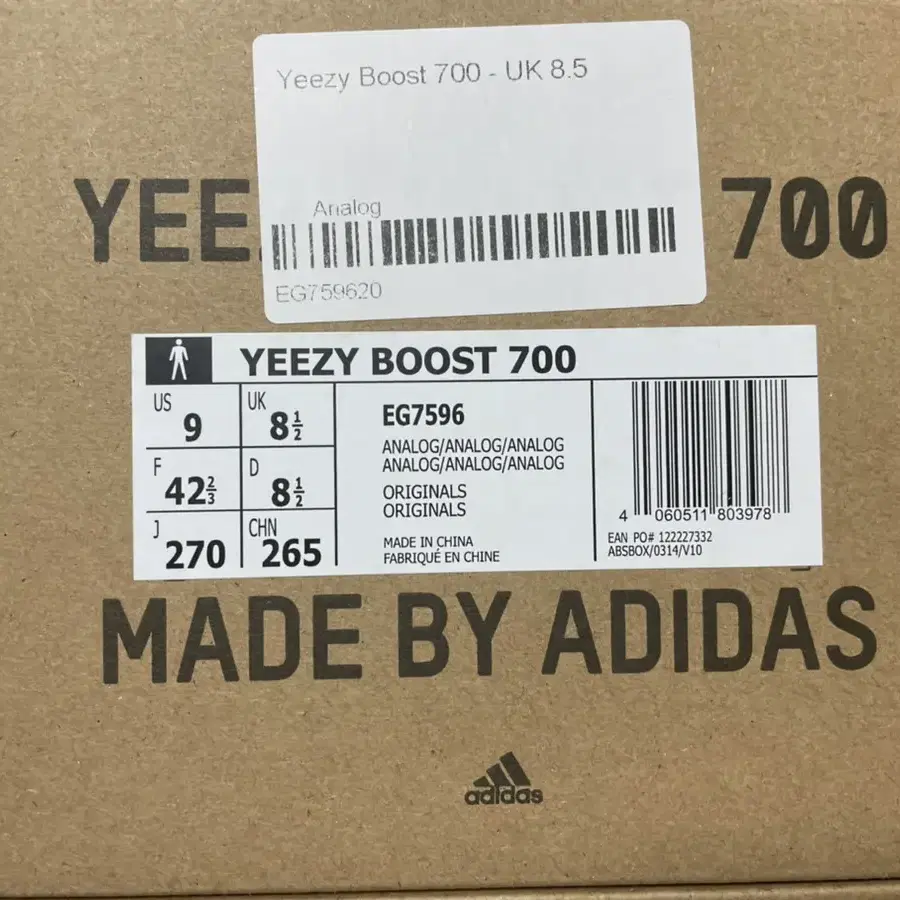 Yeezy Boost 700 - UK 8.5
Analog
EG759620
YEE
700
YEEZY BOOST 700
US
9
UK
8½
F
42⅔
D
8½
J
270
CHN
265
EG7596
ANALOG/ANALOG/ANALOG
ANALOG/ANALOG/ANALOG
ORIGINALS
ORIGINALS
MADE IN CHINA
FABRIQUÉ EN CHINE
4 060511 803978
EAN PO# 122227332
ABSBOX/0314/V10
MADE BY ADIDAS
adidas